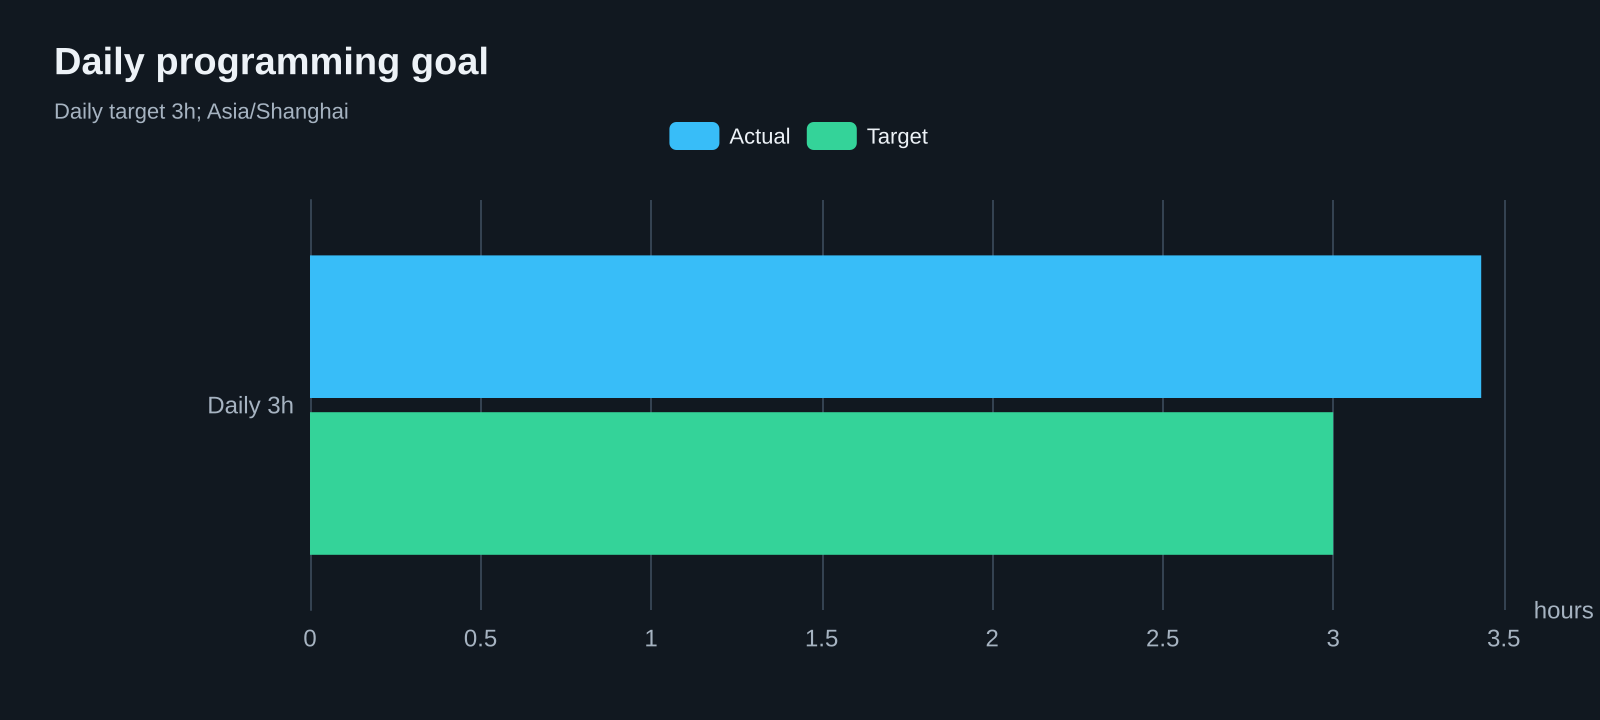 Daily programming goal
Daily target 3h; Asia/Shanghai
Actual Target
Daily 3h
hours
0 0.5 1 1.5 2 2.5 3 3.5